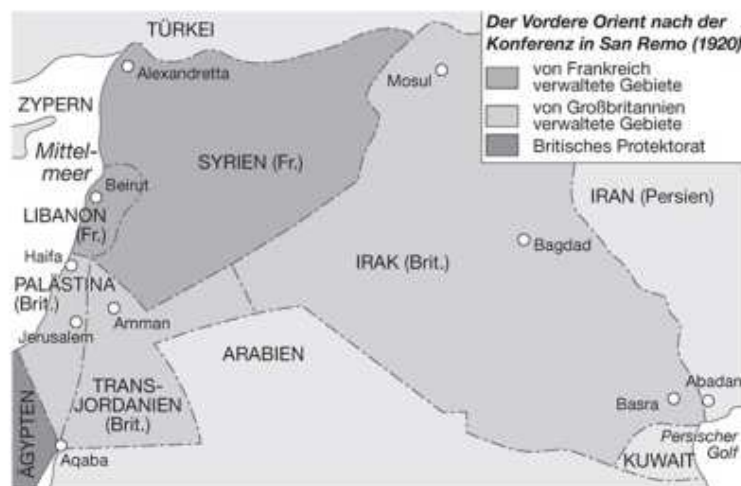 Der Vordere Orient nach der
Konferenz in San Remo (1920)
von Frankreich
verwaltete Gebiete
von Großbritannien
verwaltete Gebiete
Britisches Protektorat
TÜRKEI
Alexandretta
Mosul
ZYPERN
Mittel-
meer
SYRIEN (Fr.)
Beirut
IRAN (Persien)
LIBANON
(Fr.)
Bagdad
Haifa
IRAK (Brit.)
PALÄSTINA
(Brit.)
Amman
Jerusalem
ARABIEN
TRANS-
JORDANIEN
(Brit.)
Abadan
Basra
ÄGYPTEN
Persischer
Golf
Aqaba
KUWAIT